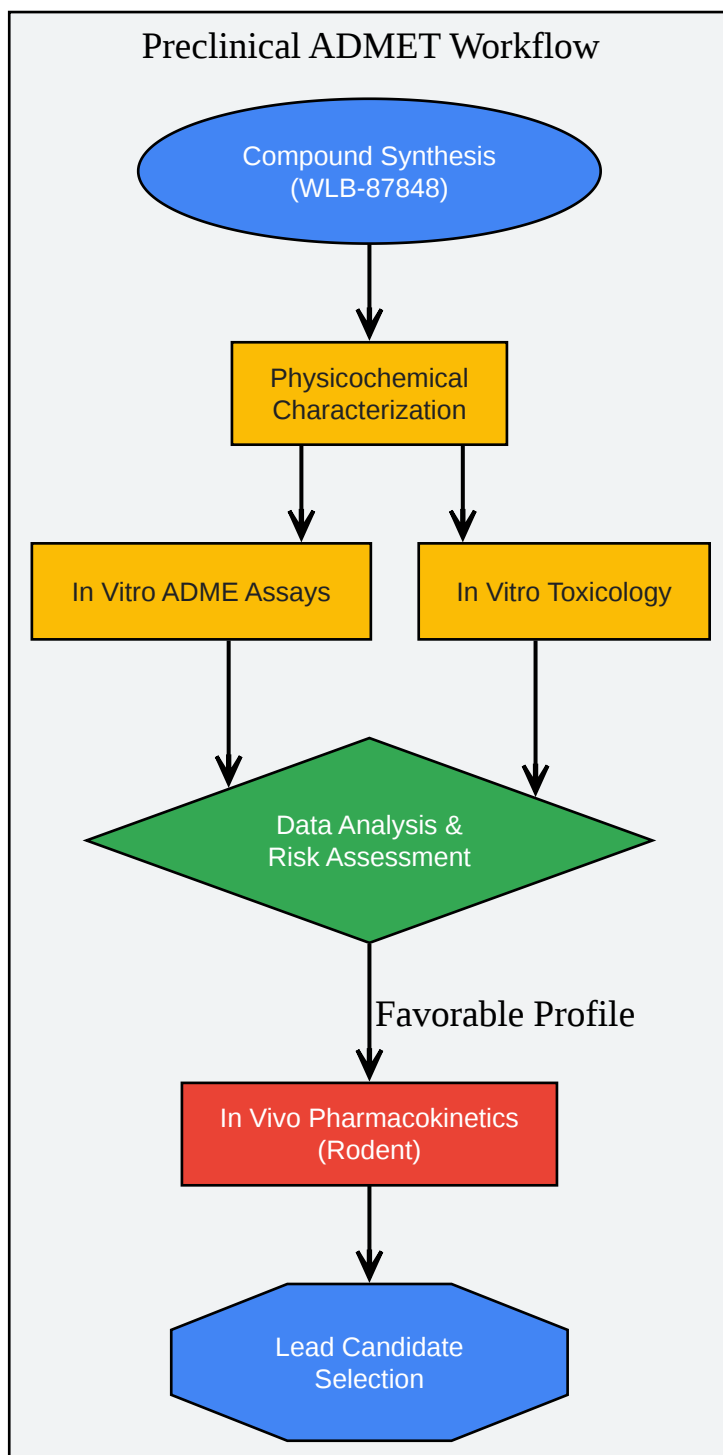 Preclinical ADMET Workflow
Compound Synthesis
(WLB-87848)
Physicochemical
Characterization
In Vitro ADME Assays
In Vitro Toxicology
Data Analysis &
Risk Assessment
Favorable Profile
In Vivo Pharmacokinetics
(Rodent)
Lead Candidate
Selection